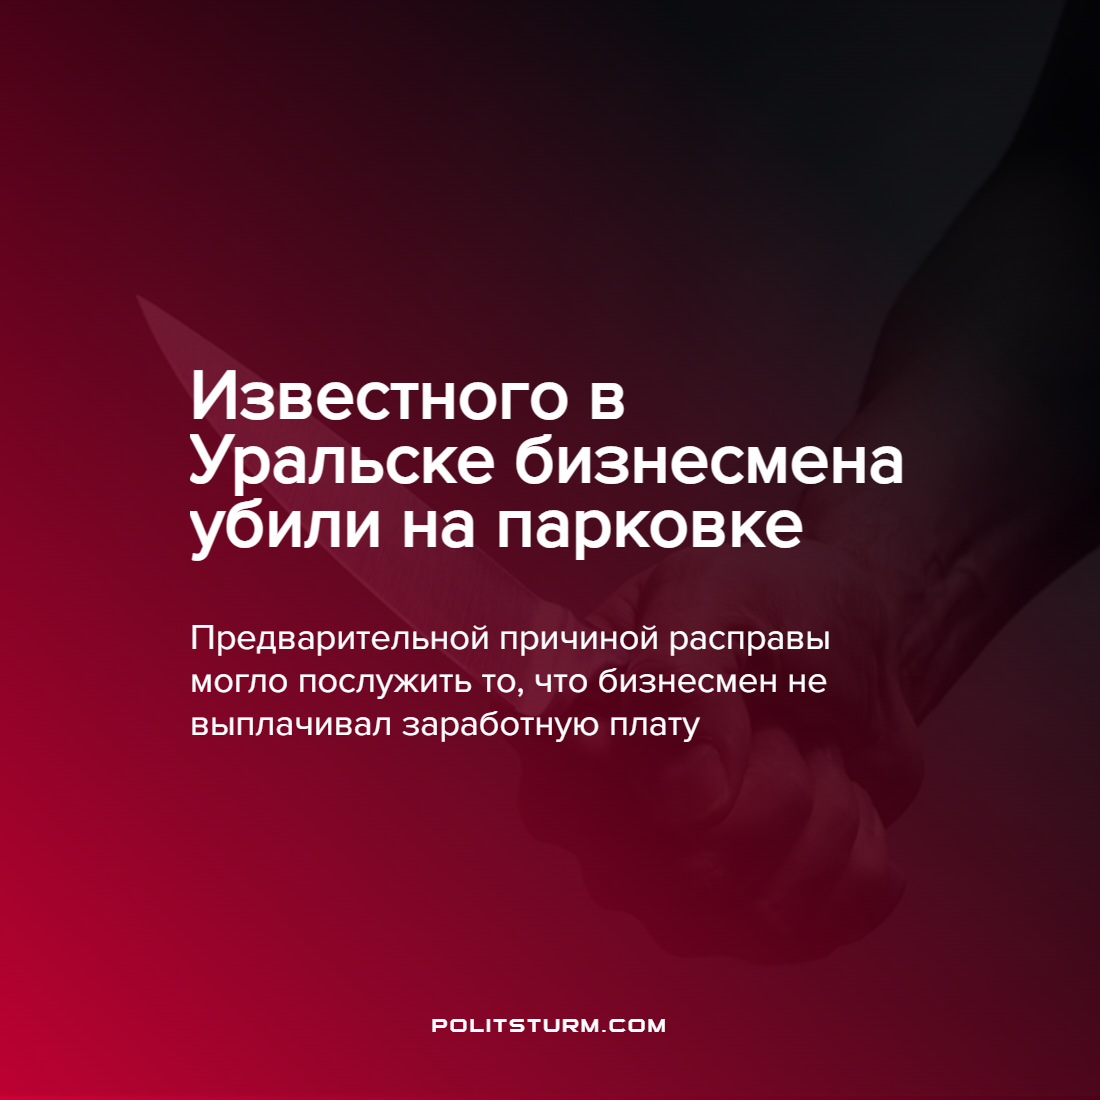 Известного в
Уральске бизнесмена
убили на парковке
Предварительной причиной расправы
могло послужить то, что бизнесмен не
выплачивал заработную плату
POLITSTURM.COM